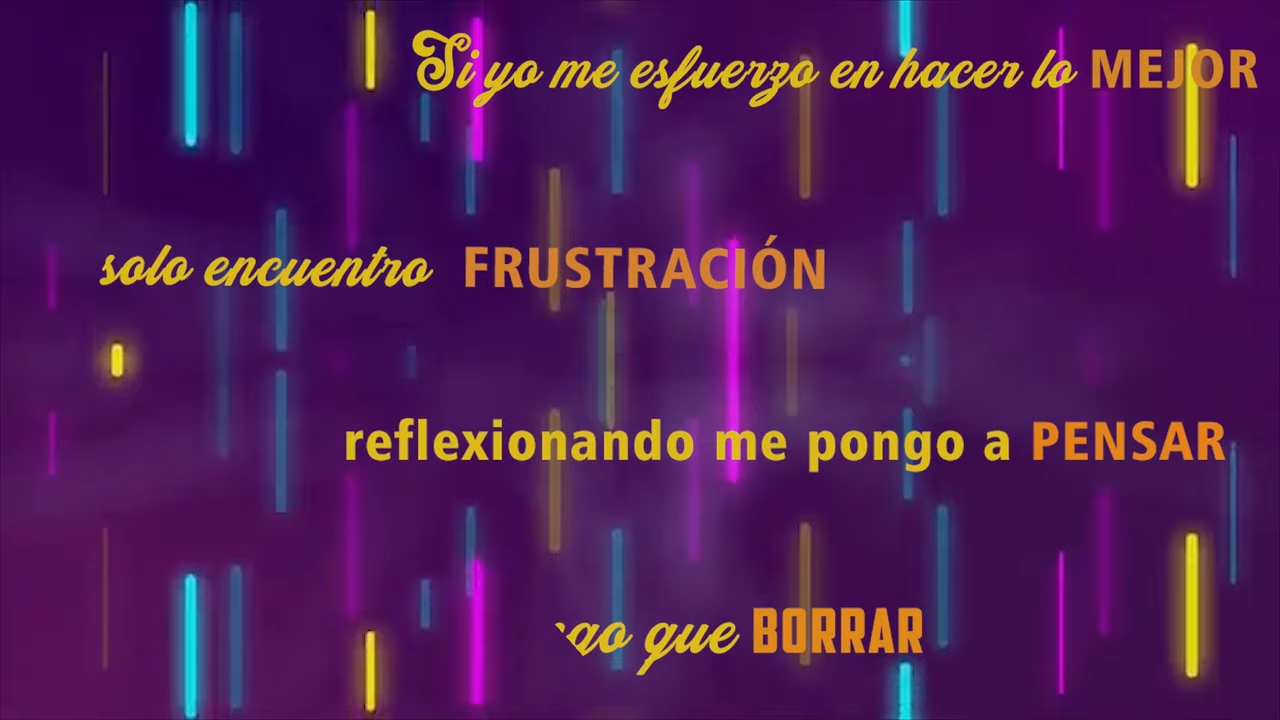 Si yo me esfuerzo en hacer lo MEJOR
solo encuentro FRUSTRACIÓN
reflexionando me pongo a PENSAR
que BORRAR